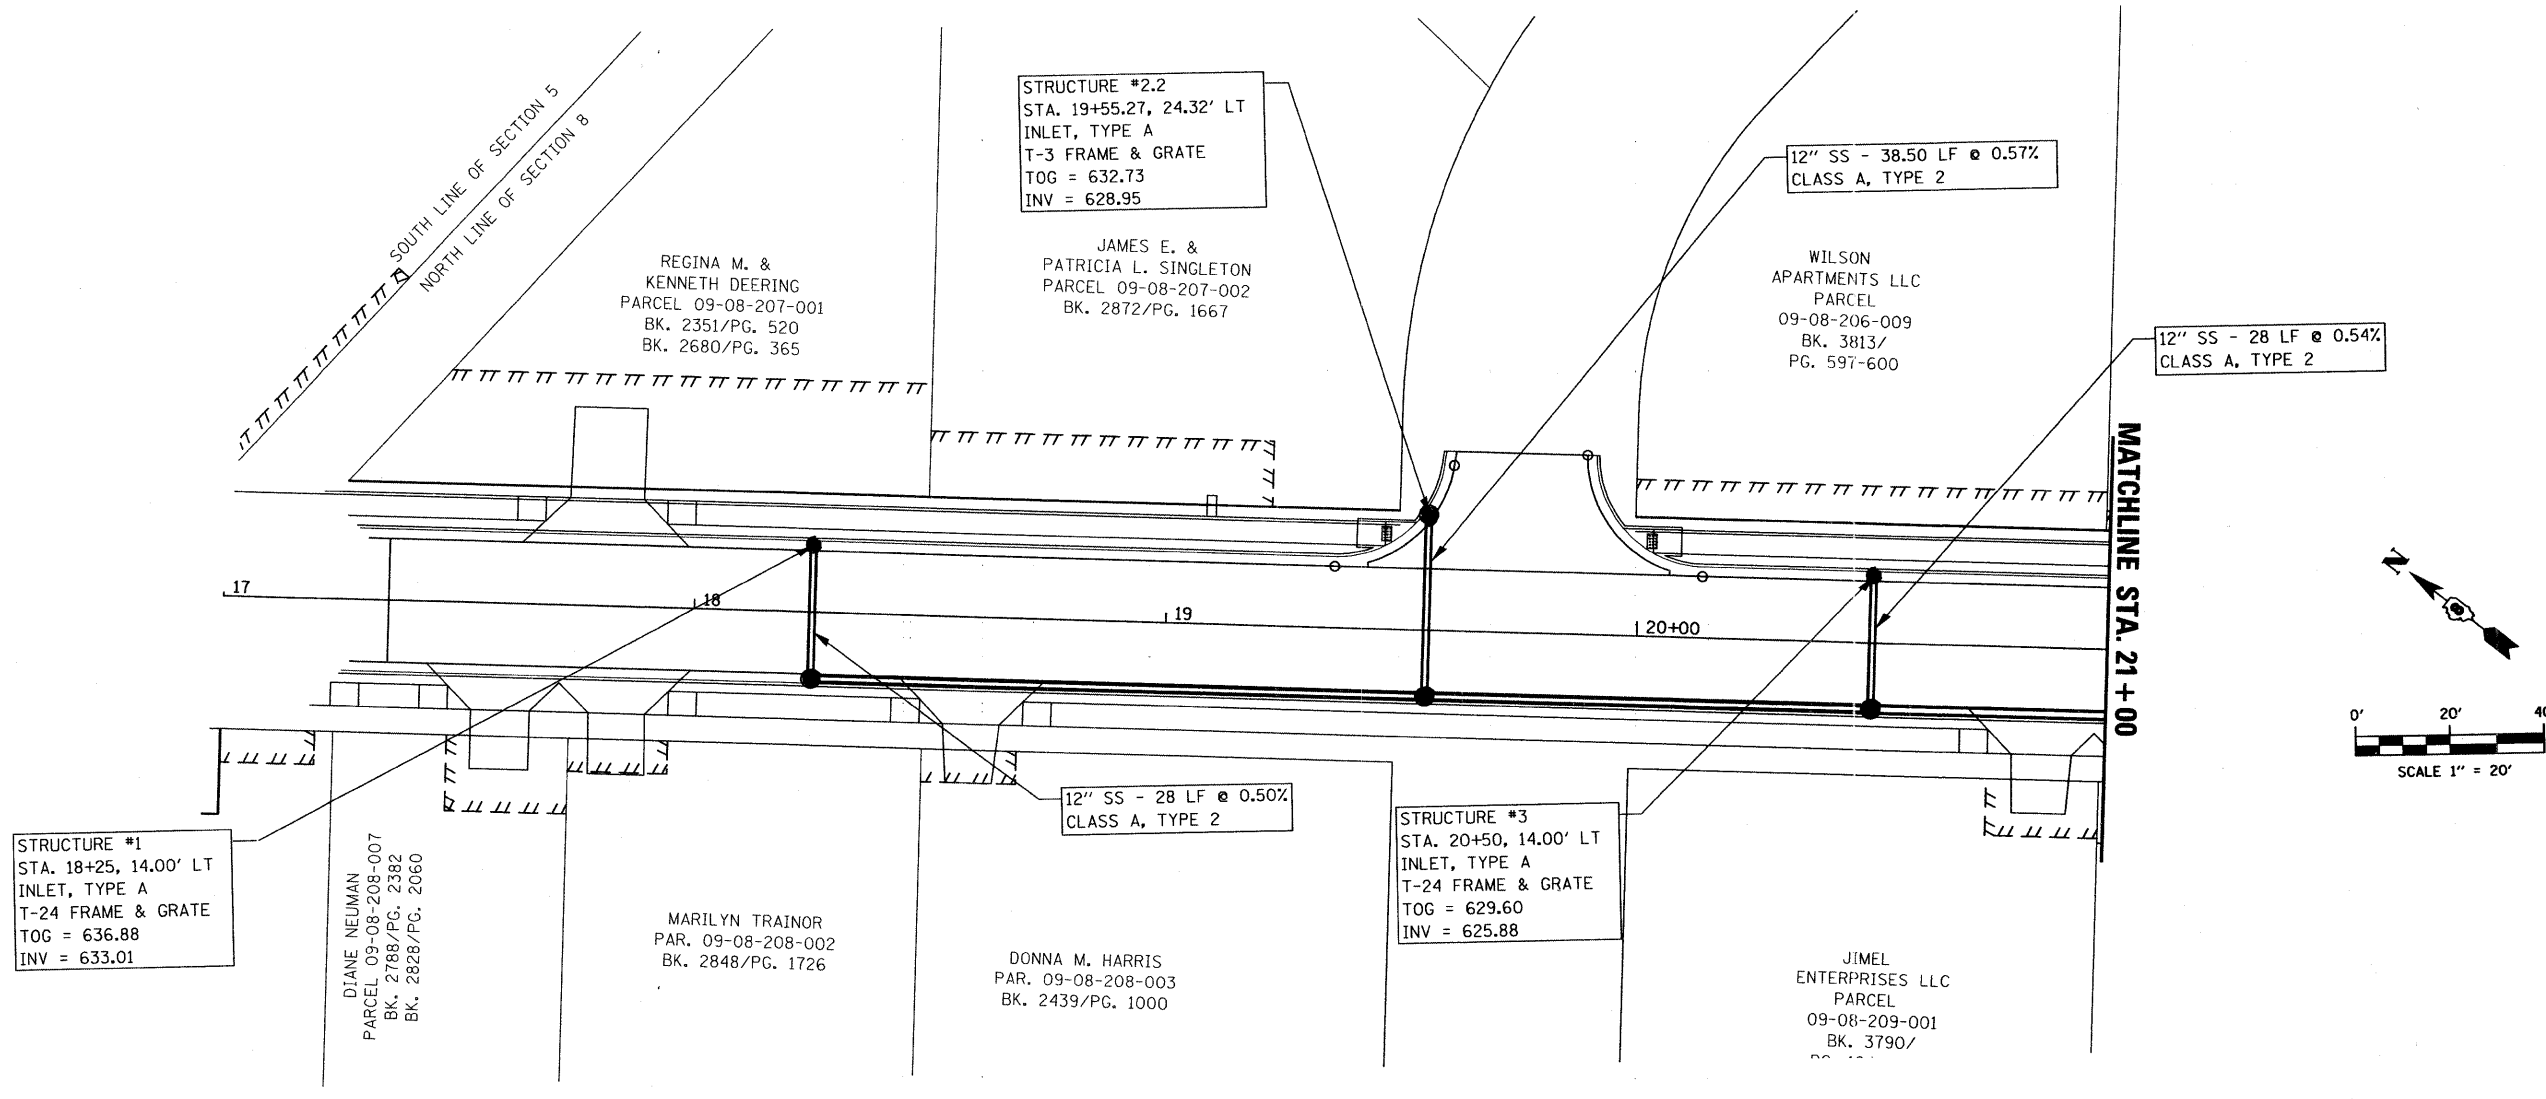 SOUTH LINE OF SECTION 5
NORTH LINE OF SECTION 8
STRUCTURE #2.2
STA. 19+55.27, 24.32' LT
INLET, TYPE A
T-3 FRAME & GRATE
TOG = 632.73
INV = 628.95
12" SS - 38.50 LF @ 0.57%
CLASS A, TYPE 2
REGINA M. &
KENNETH DEERING
PARCEL 09-08-207-001
BK. 2351/PG. 520
BK. 2680/PG. 365
JAMES E. &
PATRICIA L. SINGLETON
PARCEL 09-08-207-002
BK. 2872/PG. 1667
WILSON
APARTMENTS LLC
PARCEL
09-08-206-009
BK. 3813/
PG. 597-600
12" SS - 28 LF @ 0.54%
CLASS A, TYPE 2
MATCHLINE STA. 21+00
17
18
19
20+00
N
0'
20'
SCALE 1" = 20'
12" SS - 28 LF @ 0.50%
CLASS A, TYPE 2
STRUCTURE #3
STA. 20+50, 14.00' LT
INLET, TYPE A
T-24 FRAME & GRATE
TOG = 629.60
INV = 625.88
STRUCTURE #1
STA. 18+25, 14.00' LT
INLET, TYPE A
T-24 FRAME & GRATE
TOG = 636.88
INV = 633.01
DIANE NEUMAN
PARCEL 09-08-208-007
BK. 2788/PG. 2382
BK. 2828/PG. 2060
MARILYN TRAINOR
PAR. 09-08-208-002
BK. 2848/PG. 1726
DONNA M. HARRIS
PAR. 09-08-208-003
BK. 2439/PG. 1000
JIMEL
ENTERPRISES LLC
PARCEL
09-08-209-001
BK. 3790/